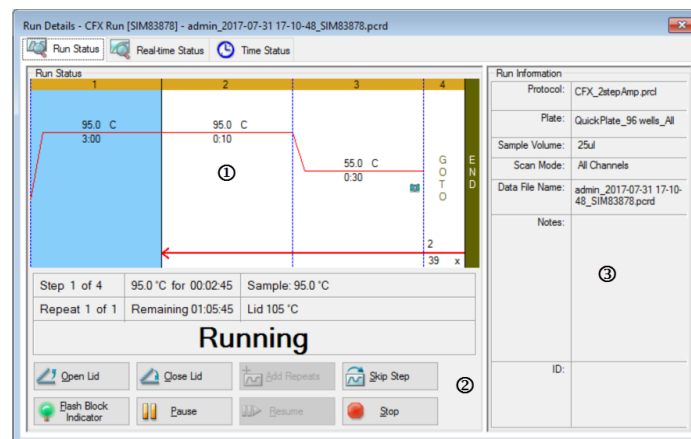 Run Details - CFX Run [SIM83878] - admin_2017-07-31 17-10-48_SIM83878.pcrd
Run Status
Real-time Status
Time Status
Run Status
1
2
3
4
95.0 C
3:00
95.0 C
0:10
55.0 C
0:30
①
GOTO
END
2
39 x
Step 1 of 4
95.0 °C for 00:02:45
Sample: 95.0 °C
Repeat 1 of 1
Remaining 01:05:45
Lid 105 °C
Running
Open Lid
Close Lid
Add Repeats
Skip Step
②
Flash Block
Indicator
Pause
Resume
Stop
Run Information
Protocol:
CFX_2stepAmp.prcl
Plate:
QuickPlate_96 wells_All
Sample Volume:
25ul
Scan Mode:
All Channels
Data File Name:
admin_2017-07-31 17-10-
48_SIM83878.pcrd
Notes:
③
ID: